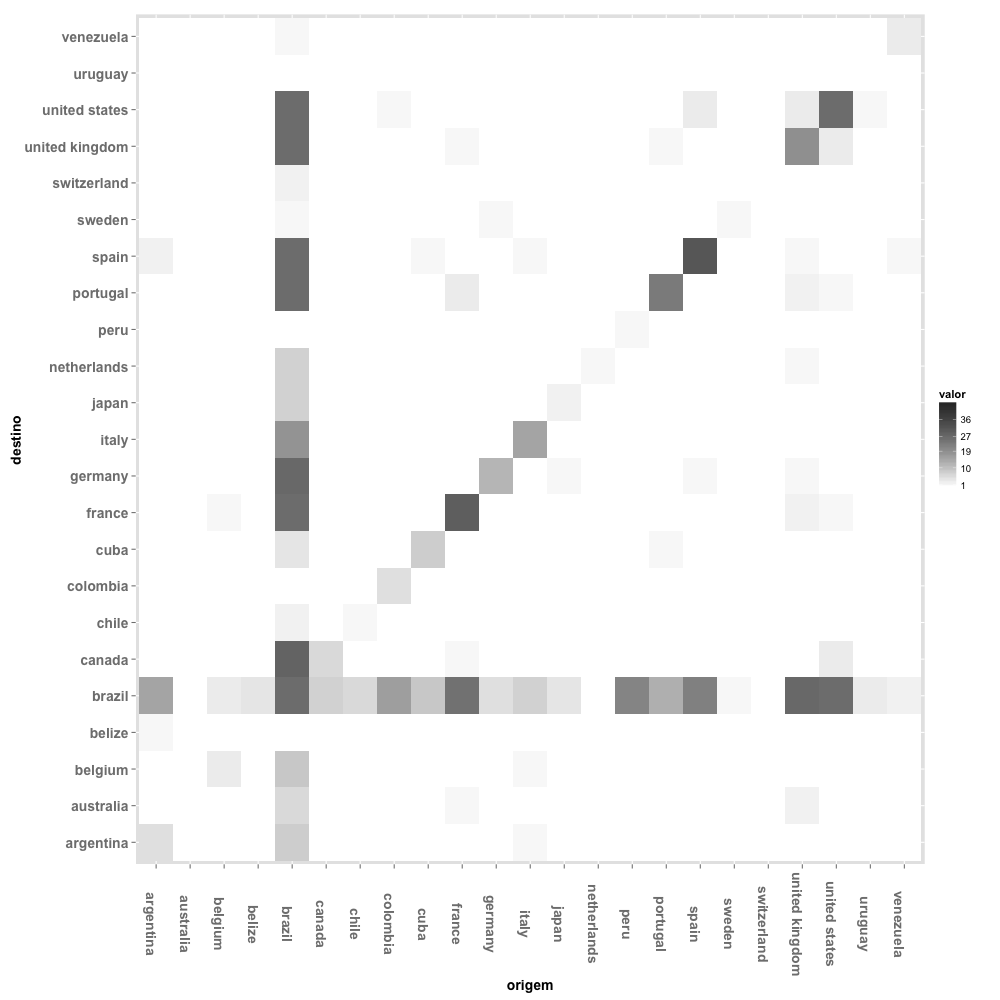 venezuela
uruguay
united states
united kingdom
switzerland
sweden
spain
portugal
peru
netherlands
japan
italy
germany
france
cuba
colombia
chile
canada
brazil
belize
belgium
australia
argentina
destino
valor
36
27
19
10
1
argentina
australia
belgium
belize
brazil
canada
chile
colombia
cuba
france
germany
italy
japan
netherlands
peru
portugal
spain
sweden
switzerland
united kingdom
united states
uruguay
venezuela
origem